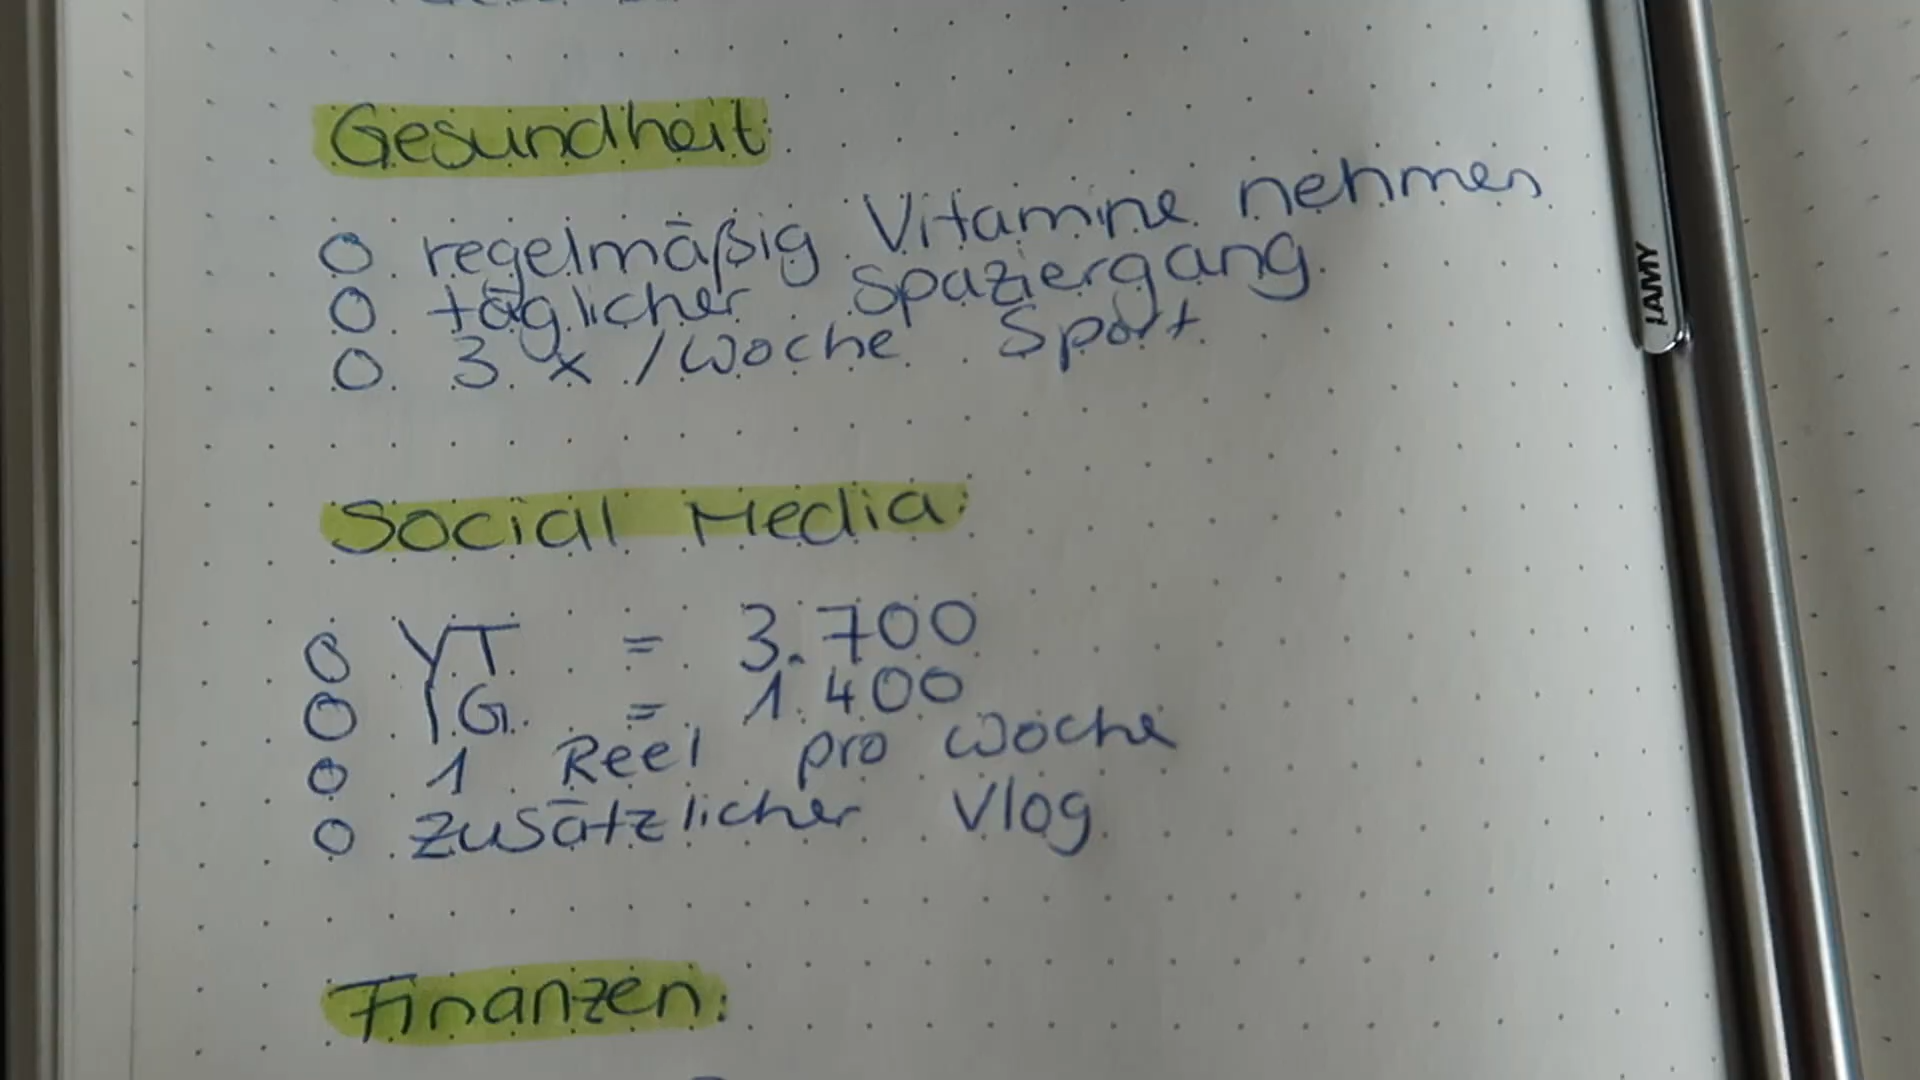 Gesundheit:
O regelmäßig Vitamine nehmen
O täglicher Spaziergang
O 3 x / Woche Sport
Social Media:
O YT = 3.700
O IG = 1.400
O 1 Reel pro Woche
O zusätzlicher Vlog
Finanzen:
LAMY